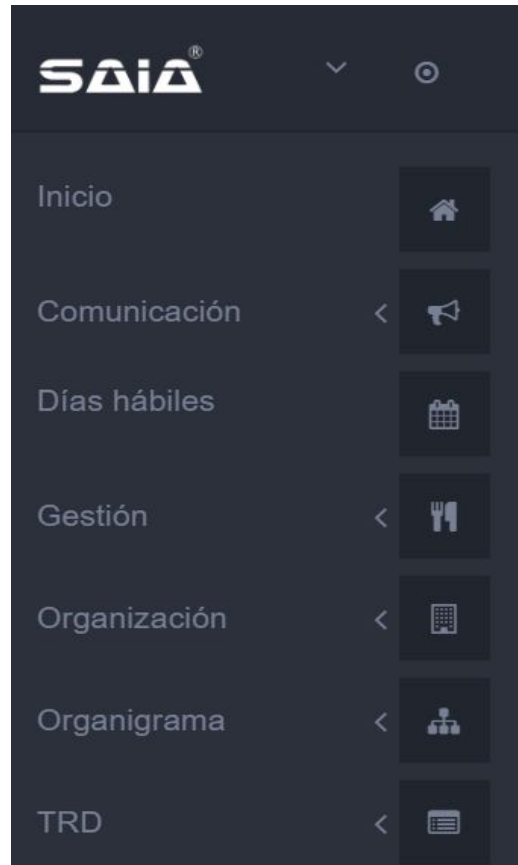 SAIA®
Inicio
Comunicación
Días hábiles
Gestión
Organización
Organigrama
TRD